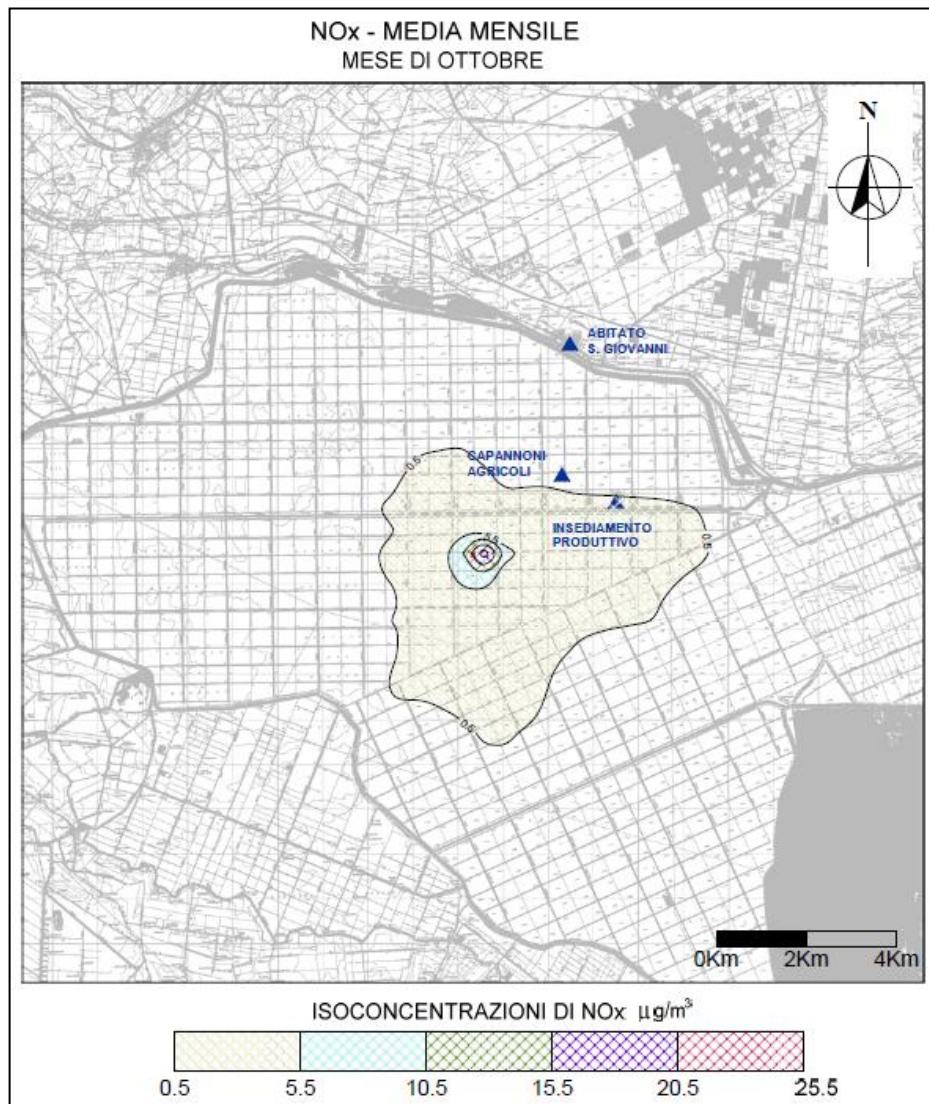 NOx - MEDIA MENSILE
MESE DI OTTOBRE
N
ABITATO
S. GIOVANNI
CAPANNONI
AGRICOLI
0.5
INSEDIAMENTO
PRODUTTIVO
0.5
0.5
0Km 2Km 4Km
ISOCONCENTRAZIONI DI NOx µg/m³
0.5 5.5 10.5 15.5 20.5 25.5